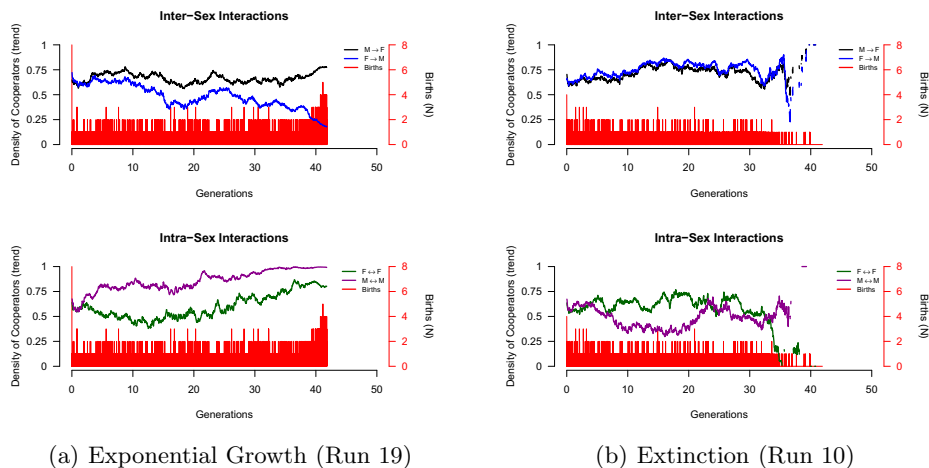 Inter−Sex Interactions
Density of Cooperators (trend)
1
0.75
0.5
0.25
0
0 10 20 30 40 50
Generations
8
6
4
2
0
Births (N)
M → F
F → M
Births
Inter−Sex Interactions
Density of Cooperators (trend)
1
0.75
0.5
0.25
0
0 10 20 30 40 50
Generations
8
6
4
2
0
Births (N)
M → F
F → M
Births
Intra−Sex Interactions
Density of Cooperators (trend)
1
0.75
0.5
0.25
0
0 10 20 30 40 50
Generations
8
6
4
2
0
Births (N)
F ↔ F
M ↔ M
Births
Intra−Sex Interactions
Density of Cooperators (trend)
1
0.75
0.5
0.25
0
0 10 20 30 40 50
Generations
8
6
4
2
0
Births (N)
F ↔ F
M ↔ M
Births
(a) Exponential Growth (Run 19)
(b) Extinction (Run 10)